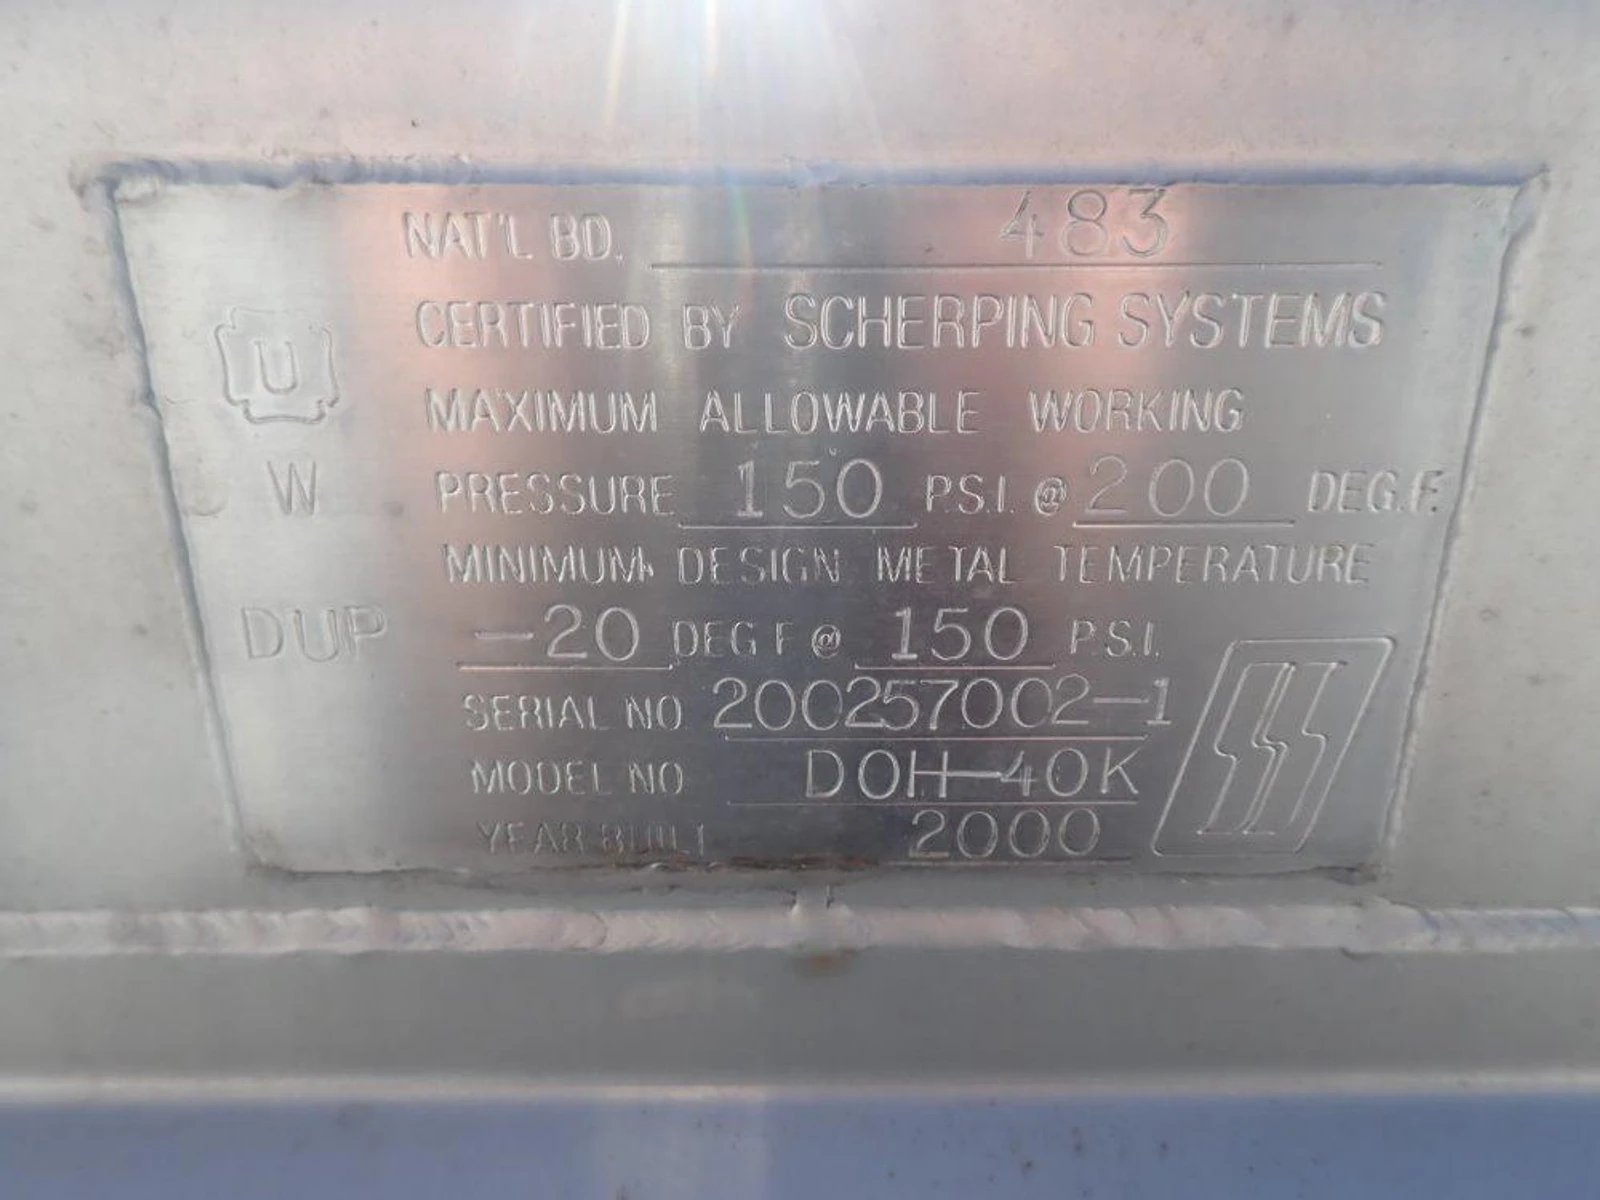 NAT'L BD. 483
CERTIFIED BY SCHERPING SYSTEMS
U
MAXIMUM ALLOWABLE WORKING
W PRESSURE 150 P.S.I. @ 200 DEG.F.
MINIMUM DESIGN METAL TEMPERATURE
DUP -20 DEG F @ 150 P.S.I.
SERIAL NO 200257002-1
MODEL NO DOH-40K
YEAR BUILT 2000